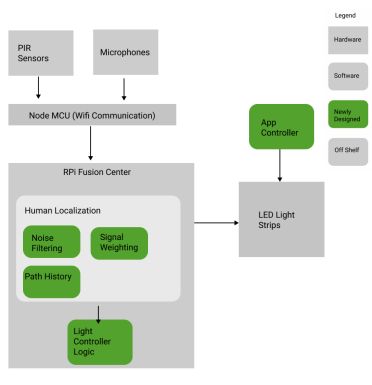 Legend
Hardware
Software
Newly
Designed
Off Shelf
PIR
Sensors
Microphones
Node MCU (Wifi Communication)
App
Controller
RPi Fusion Center
Human Localization
Noise
Filtering
Signal
Weighting
Path History
LED Light
Strips
Light
Controller
Logic